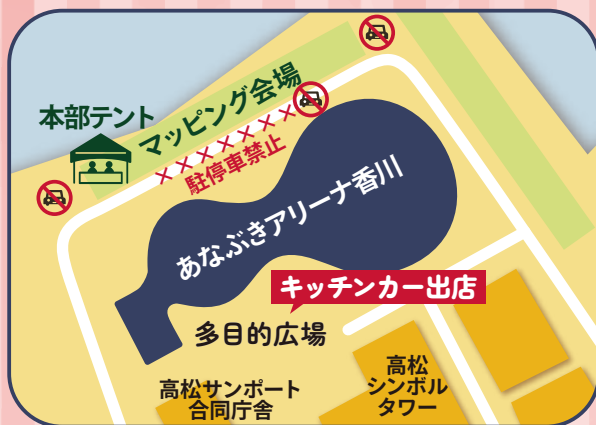 本部テント
マッピング会場
××××××××
駐停車禁止
あなぶきアリーナ香川
キッチンカー出店
多目的広場
高松サンポート
合同庁舎
高松
シンボル
タワー